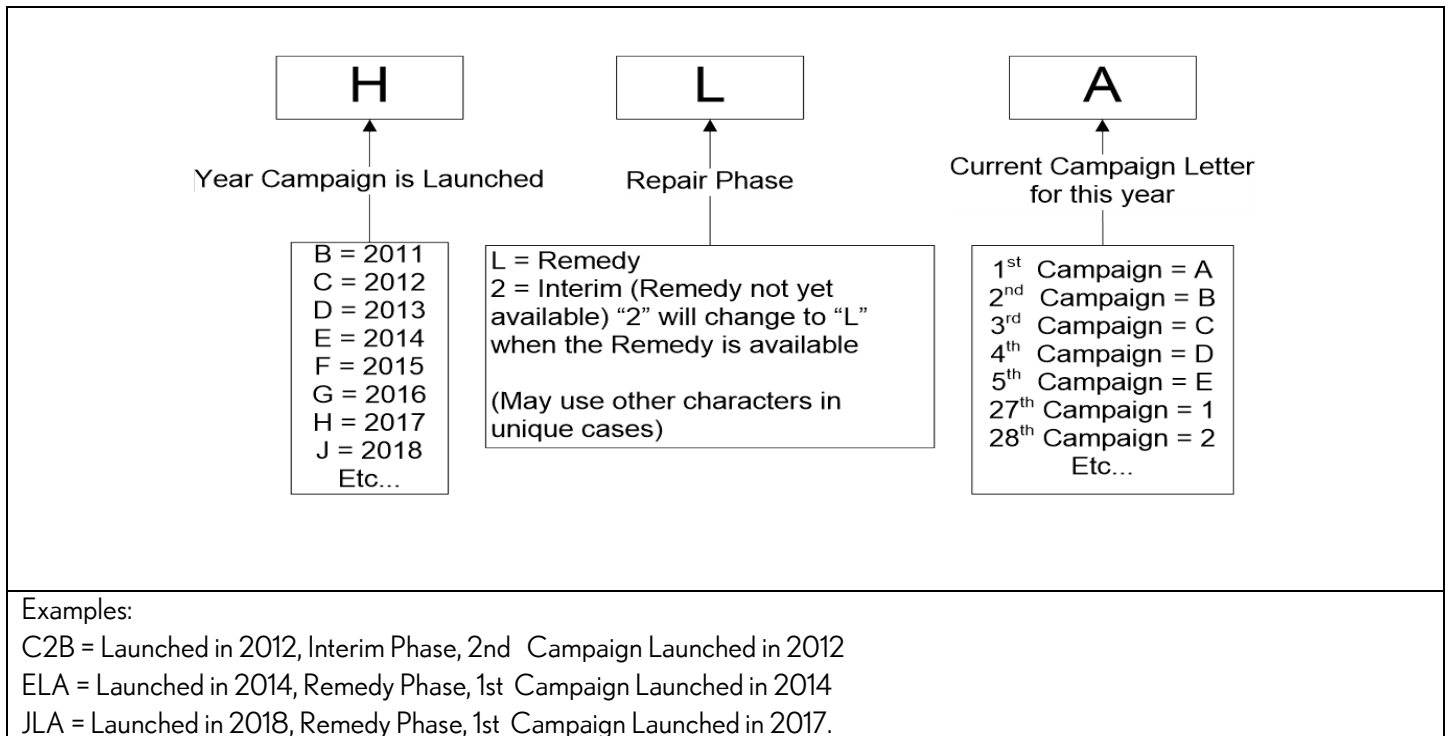 H
L
A
Year Campaign is Launched
Repair Phase
Current Campaign Letter
for this year
B = 2011
C = 2012
D = 2013
E = 2014
F = 2015
G = 2016
H = 2017
J = 2018
Etc...
L = Remedy
2 = Interim (Remedy not yet
available) “2” will change to “L”
when the Remedy is available
(May use other characters in
unique cases)
1st Campaign = A
2nd Campaign = B
3rd Campaign = C
4th Campaign = D
5th Campaign = E
27th Campaign = 1
28th Campaign = 2
Etc...
Examples:
C2B = Launched in 2012, Interim Phase, 2nd Campaign Launched in 2012
ELA = Launched in 2014, Remedy Phase, 1st Campaign Launched in 2014
JLA = Launched in 2018, Remedy Phase, 1st Campaign Launched in 2017.